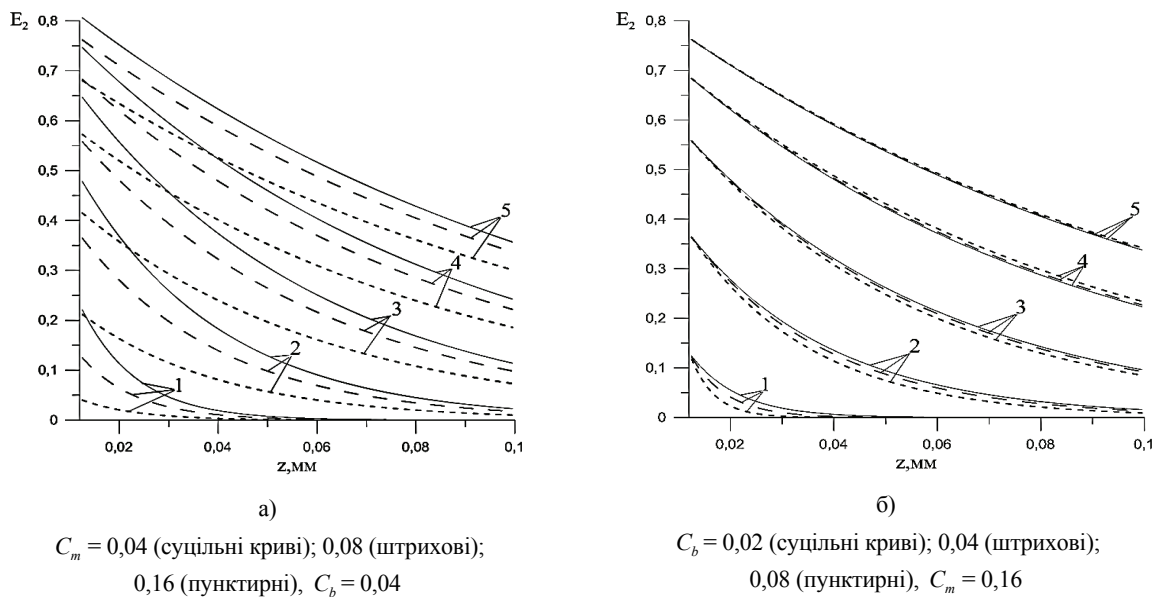 E₂ 0,8
0,7
0,6
0,5
0,4
0,3
0,2
0,1
0
0,02 0,04 0,06 0,08 0,1
z,мм
1
2
3
4
5
а)
C_m = 0,04 (суцільні криві); 0,08 (штрихові);
0,16 (пунктирні), C_b = 0,04
E₂ 0,8
0,7
0,6
0,5
0,4
0,3
0,2
0,1
0
0,02 0,04 0,06 0,08 0,1
z,мм
1
2
3
4
5
б)
C_b = 0,02 (суцільні криві); 0,04 (штрихові);
0,08 (пунктирні), C_m = 0,16